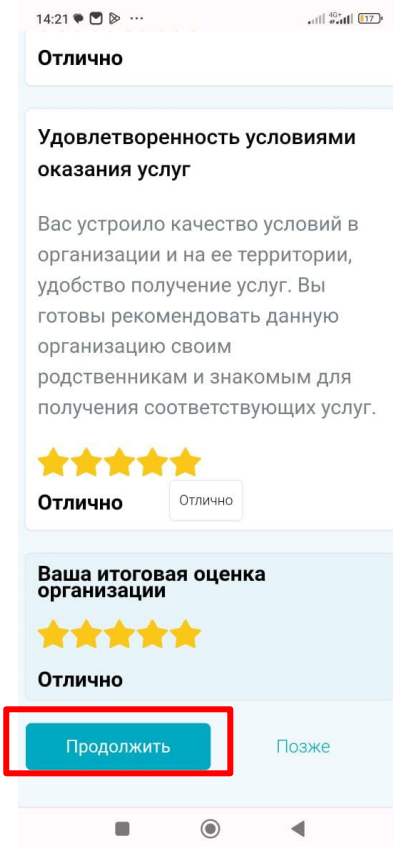 14:21
4G+
17
Отлично
Удовлетворенность условиями
оказания услуг
Вас устроило качество условий в
организации и на ее территории,
удобство получение услуг. Вы
готовы рекомендовать данную
организацию своим
родственникам и знакомым для
получения соответствующих услуг.
Отлично
Отлично
Ваша итоговая оценка
организации
Отлично
Продолжить
Позже